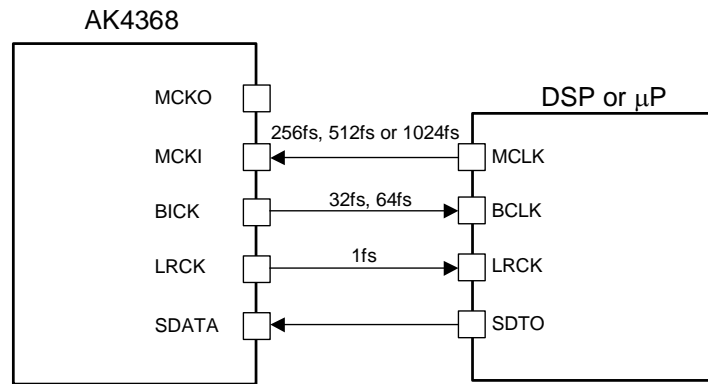 AK4368
DSP or µP
MCKO
256fs, 512fs or 1024fs
MCKI
MCLK
32fs, 64fs
BICK
BCLK
1fs
LRCK
LRCK
SDATA
SDTO